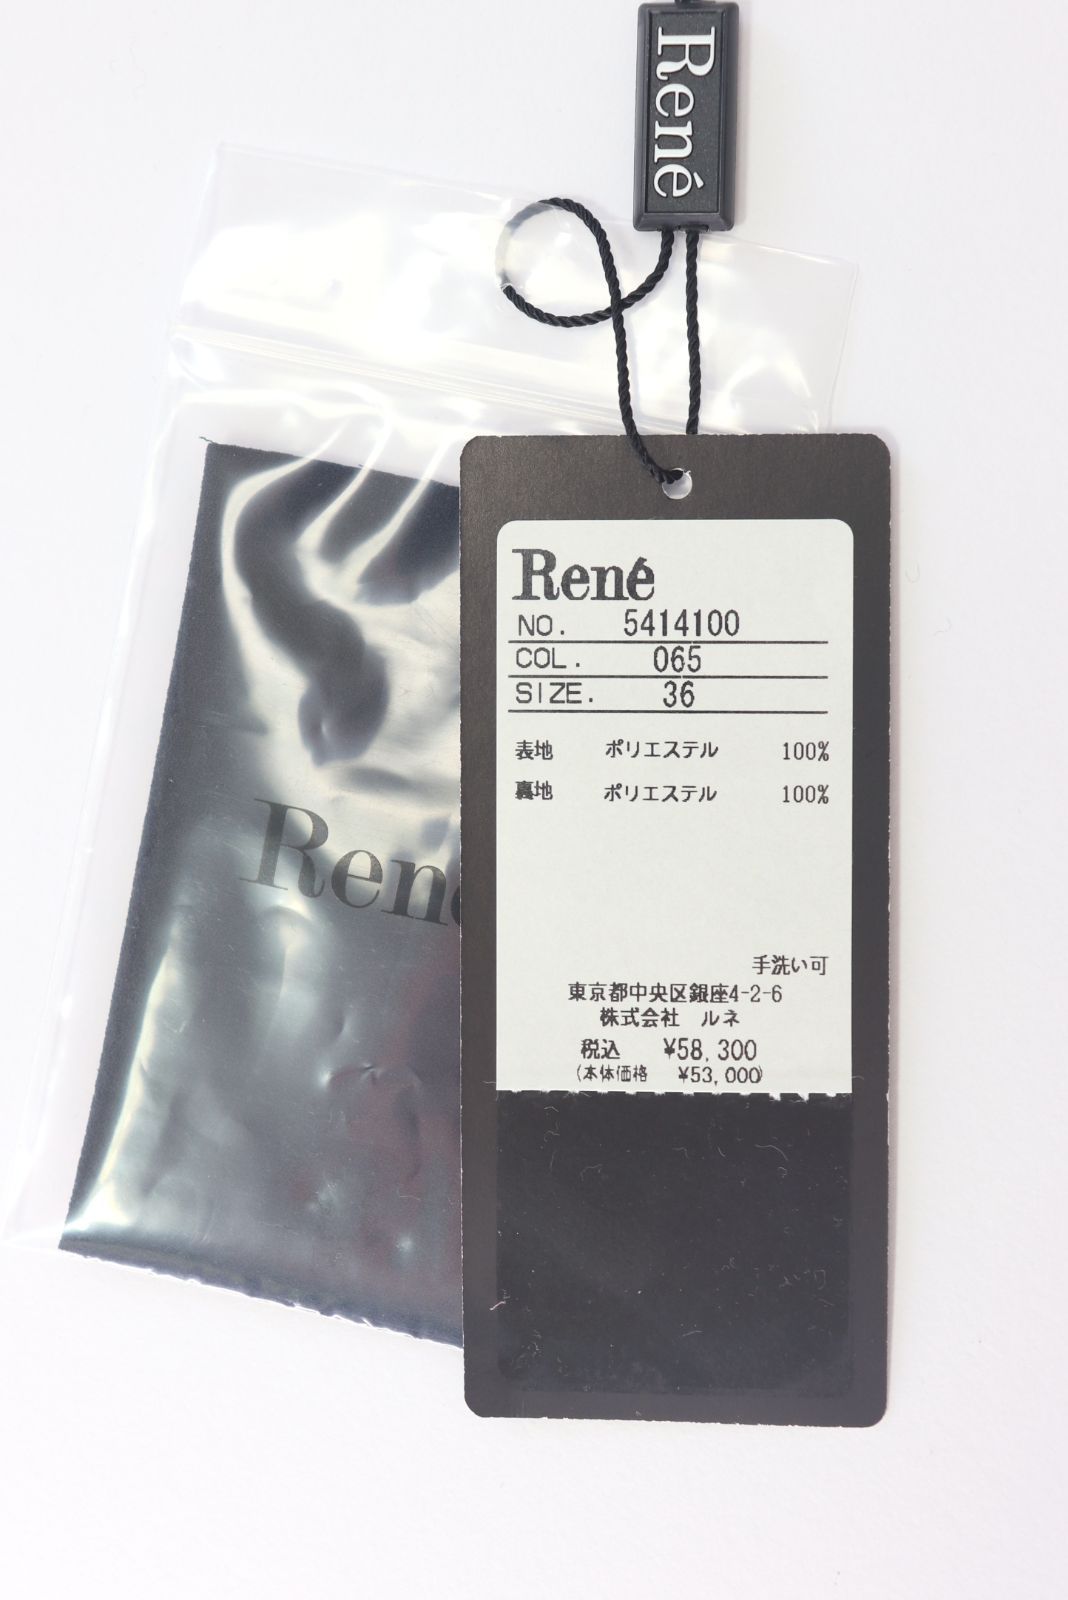 René
René
NO. 5414100
COL. 065
SIZE. 36
表地 ポリエステル 100%
裏地 ポリエステル 100%
手洗い可
東京都中央区銀座4-2-6
株式会社 ルネ
税込 ¥58,300
(本体価格 ¥53,000)
René